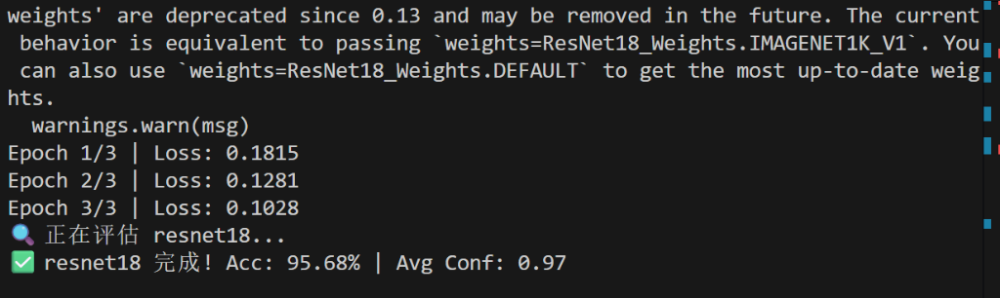 weights' are deprecated since 0.13 and may be removed in the future. The current
 behavior is equivalent to passing `weights=ResNet18_Weights.IMAGENET1K_V1`. You
 can also use `weights=ResNet18_Weights.DEFAULT` to get the most up-to-date weig
hts.
  warnings.warn(msg)
Epoch 1/3 | Loss: 0.1815
Epoch 2/3 | Loss: 0.1281
Epoch 3/3 | Loss: 0.1028
🔍 正在评估 resnet18...
✅ resnet18 完成! Acc: 95.68% | Avg Conf: 0.97